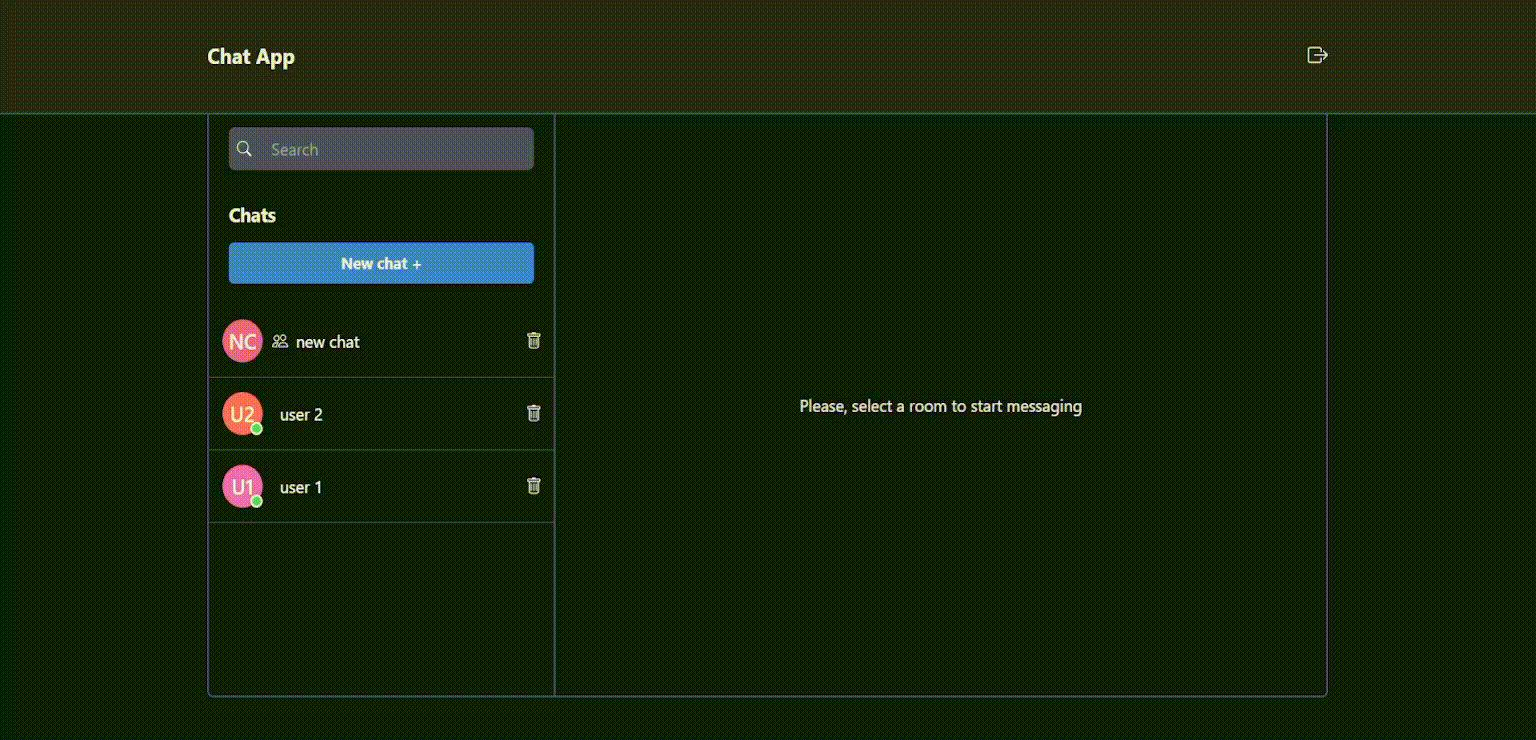 Chat App
Search
Chats
New chat +
NC new chat
U2 user 2
U1 user 1
Please, select a room to start messaging